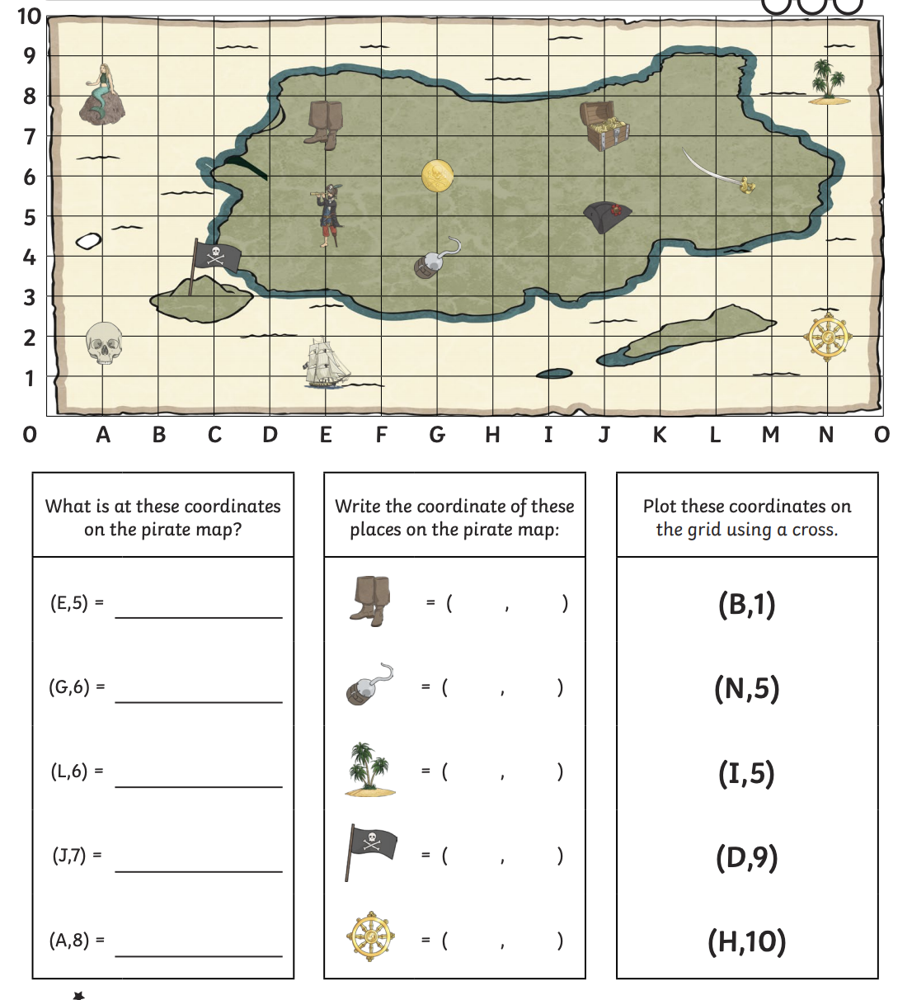 10
9
8
7
6
5
4
3
2
1
O A B C D E F G H I J K L M N O
What is at these coordinates
on the pirate map?
(E,5) =
(G,6) =
(L,6) =
(J,7) =
(A,8) =
Write the coordinate of these
places on the pirate map:
= ( , )
= ( , )
= ( , )
= ( , )
= ( , )
Plot these coordinates on
the grid using a cross.
(B,1)
(N,5)
(I,5)
(D,9)
(H,10)